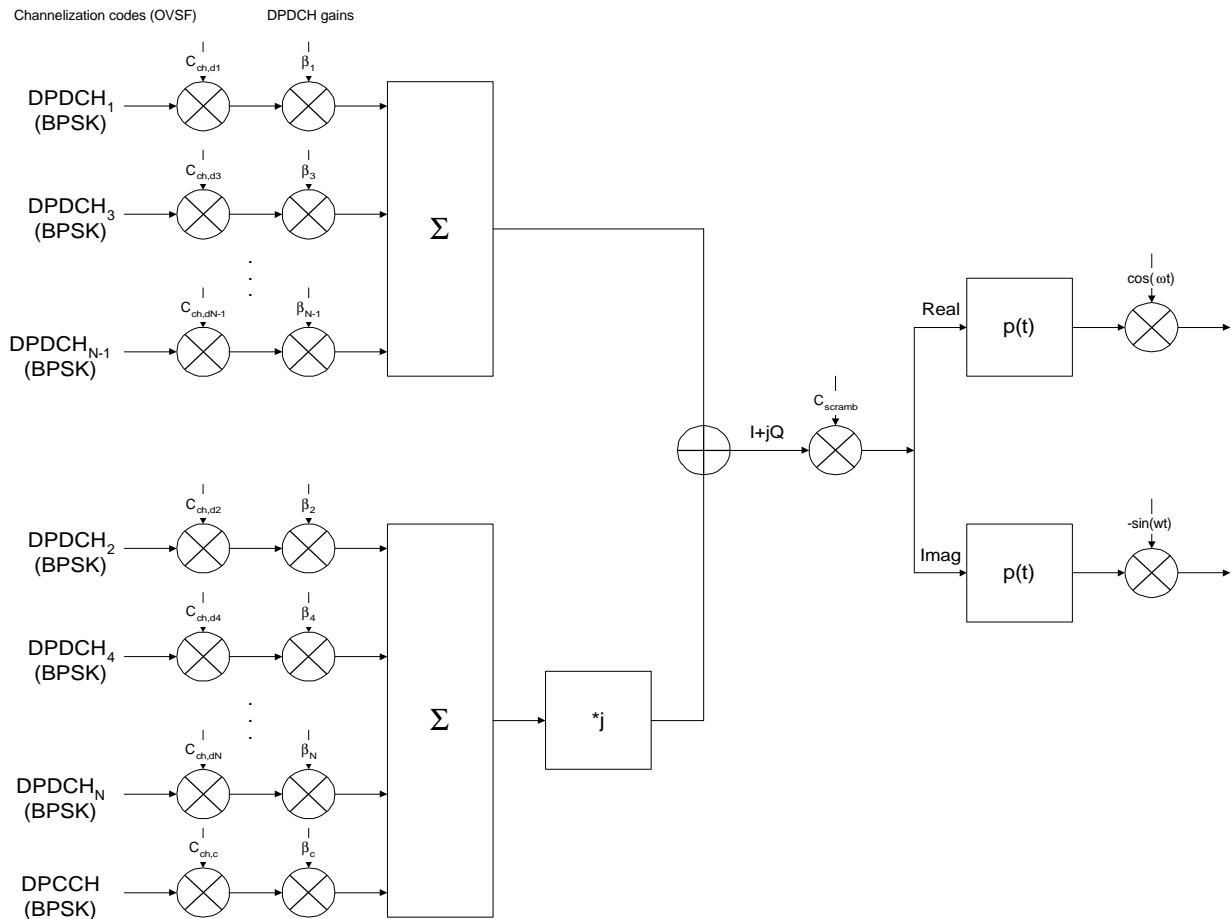 Channelization codes (OVSF) DPDCH gains
C_ch,d1 β_1
DPDCH_1
(BPSK)
C_ch,d3 β_3
DPDCH_3
(BPSK)
Σ
. . .
C_ch,dN-1 β_N-1
DPDCH_N-1
(BPSK)
cos(ωt)
Real
p(t)
C_scramb
I+jQ
C_ch,d2 β_2
DPDCH_2
(BPSK)
-sin(wt)
Imag
p(t)
C_ch,d4 β_4
DPDCH_4
(BPSK)
Σ
*j
. . .
C_ch,dN β_N
DPDCH_N
(BPSK)
C_ch,c β_c
DPCCH
(BPSK)